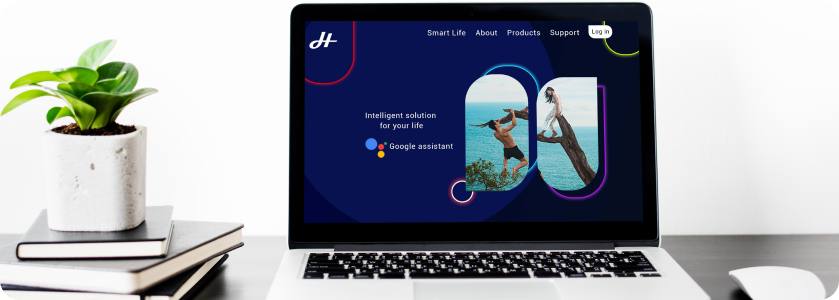 H
Smart Life About Products Support Log in
Intelligent solution
for your life
Google assistant